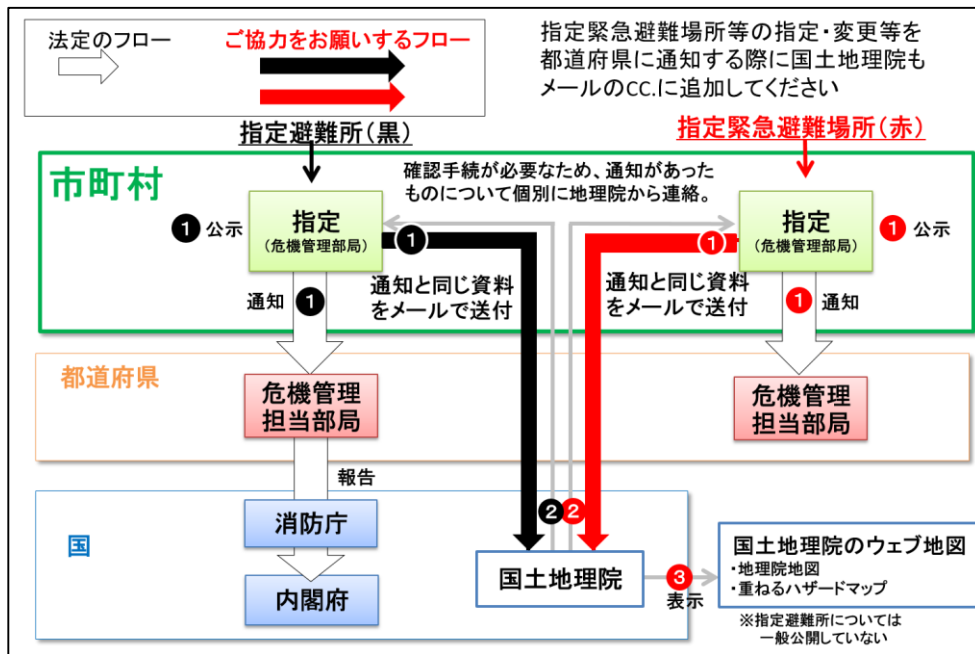 法定のフロー
ご協力をお願いするフロー
指定緊急避難場所等の指定・変更等を
都道府県に通知する際に国土地理院も
メールのCC.に追加してください
指定避難所(黒)
指定緊急避難場所(赤)
市町村
確認手続が必要なため、通知があった
ものについて個別に地理院から連絡。
1 公示
指定
(危機管理部局)
1
1
指定
(危機管理部局)
1 公示
通知と同じ資料
をメールで送付
通知と同じ資料
をメールで送付
通知 1
1 通知
都道府県
危機管理
担当部局
危機管理
担当部局
報告
国
消防庁
内閣府
2 2
国土地理院
3
表示
国土地理院のウェブ地図
・地理院地図
・重ねるハザードマップ
※指定避難所については
一般公開していない